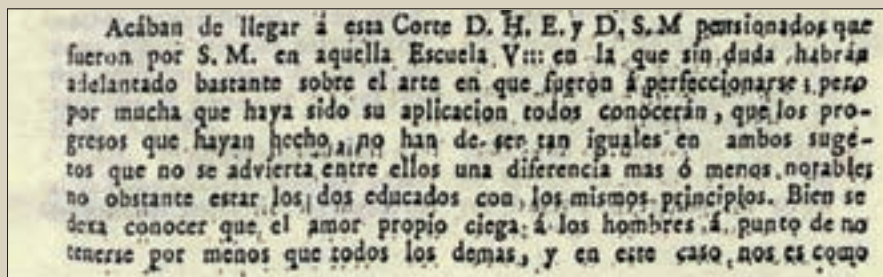 Acában de llegar á esta Corte D. H. E. y D. S. M pensionados que
fueron por S. M. en aquella Escuela V::: en la que sin duda habrán
adelantado bastante sobre el arte en que fueron á perfeccionarse; pero
por mucha que haya sido su aplicacion todos conocerán, que los pro-
gresos que hayan hecho, no han de ser tan iguales en ambos sugé-
tos que no se advierta entre ellos una diferencia mas ó menos notable;
no obstante estar los dos educados con los mismos principios. Bien se
dexa conocer que el amor propio ciega á los hombres á punto de no
tenerse por menos que todos los demas, y en este caso nos es como